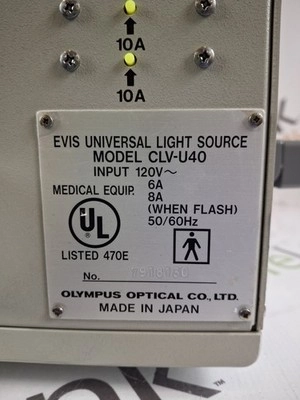 10A
10A
EVIS UNIVERSAL LIGHT SOURCE
MODEL CLV-U40
INPUT 120V~
MEDICAL EQUIP. 6A
8A
(WHEN FLASH)
50/60Hz
UL
LISTED 470E
No.
OLYMPUS OPTICAL CO., LTD.
MADE IN JAPAN